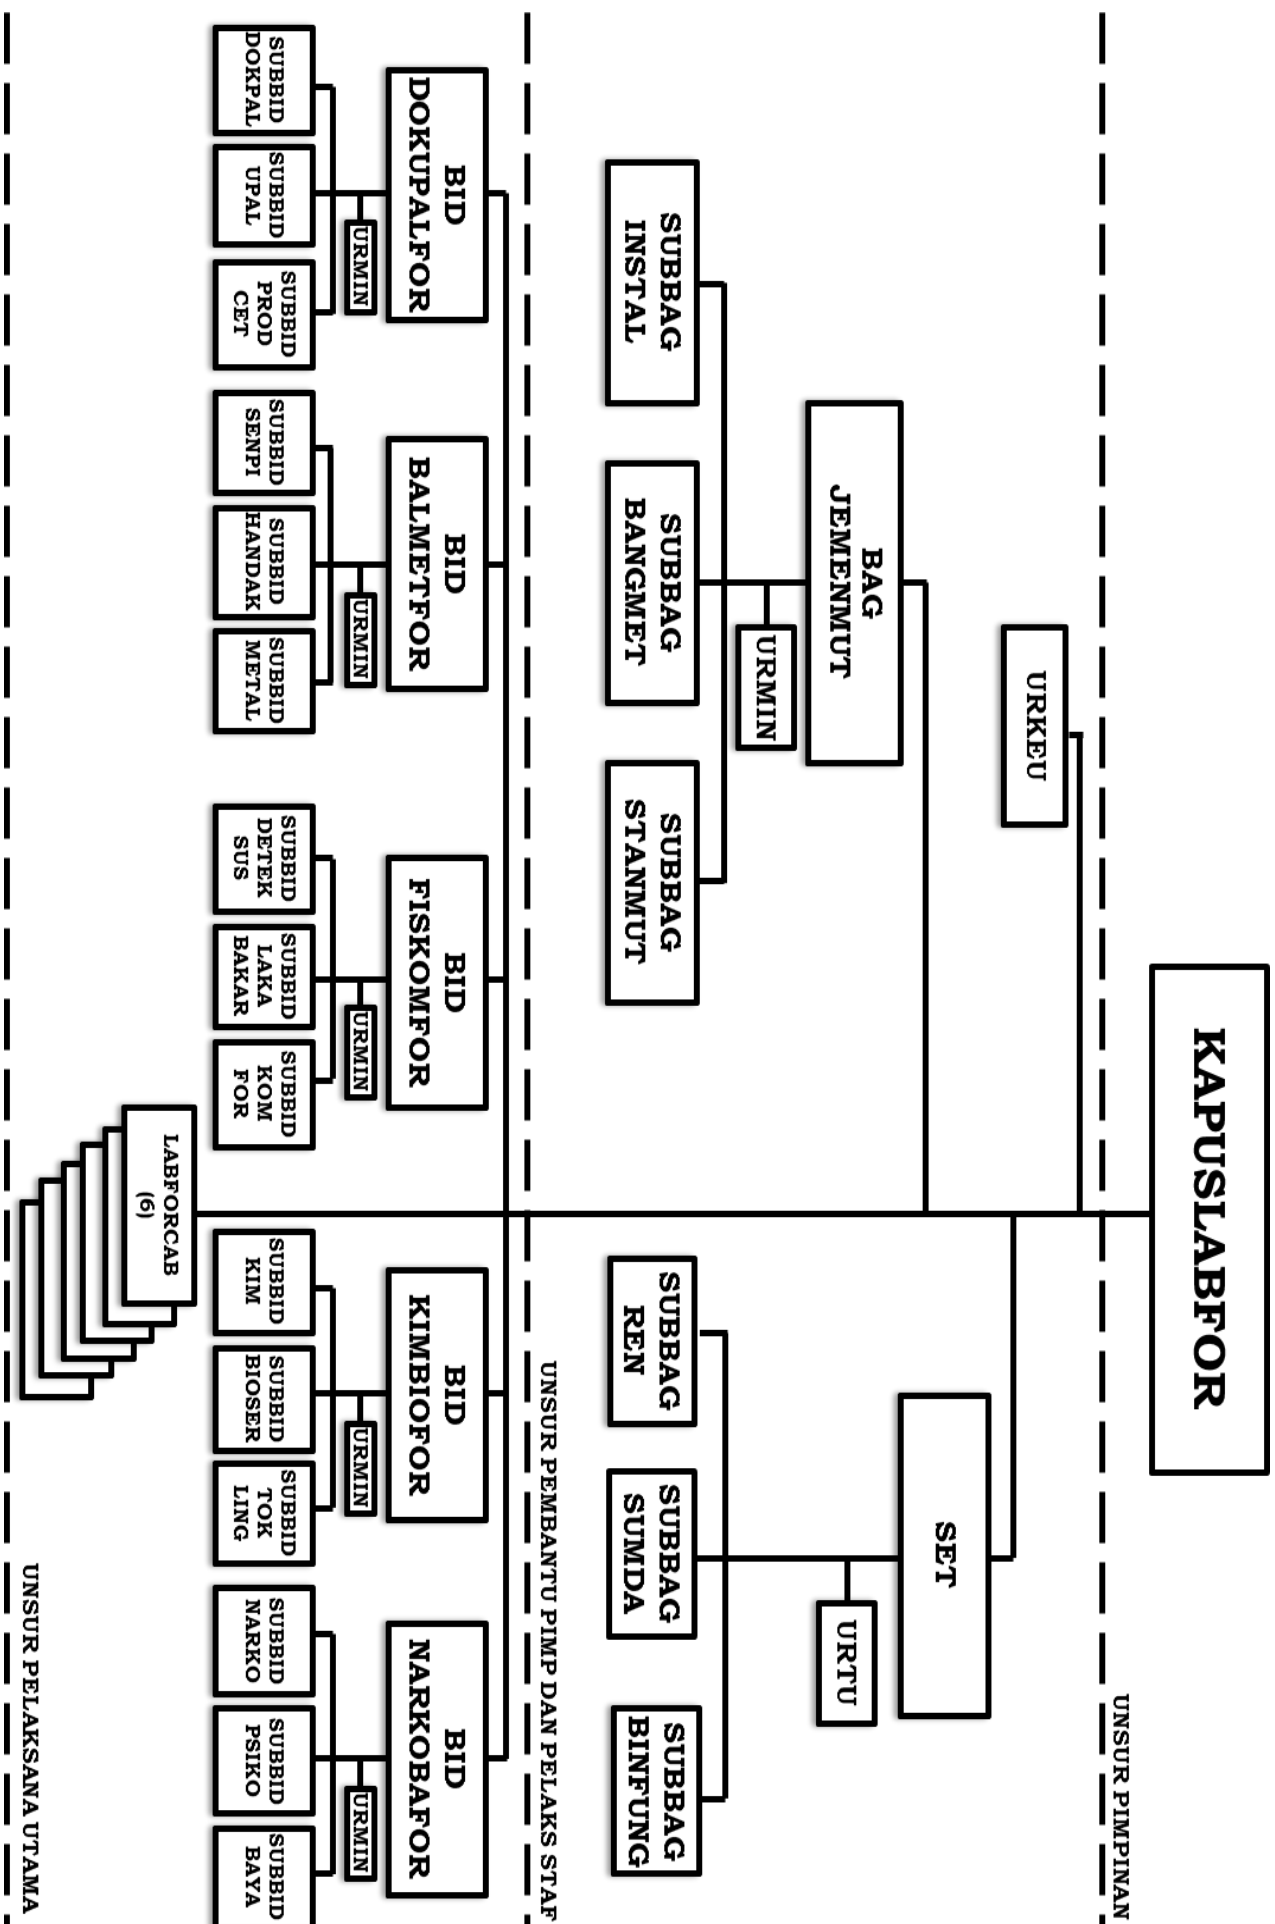 KAPUSLABFOR
UNSUR PIMPINAN
URKEU
BAG
JEMENMUT
SET
URMIN
URTU
SUBBAG
INSTAL
SUBBAG
BANGMET
SUBBAG
STANMUT
SUBBAG
REN
SUBBAG
SUMDA
SUBBAG
BINFUNG
UNSUR PEMBANTU PIMP DAN PELAKS STAF
BID
DOKUPALFOR
BID
BALMETFOR
BID
FISKOMFOR
BID
KIMBIOFOR
BID
NARKOBAFOR
URMIN
URMIN
URMIN
URMIN
URMIN
SUBBID
DOKPAL
SUBBID
UPAL
SUBBID
PROD
CET
SUBBID
SENPI
SUBBID
HANDAK
SUBBID
METAL
SUBBID
DETEK
SUS
SUBBID
LAKA
BAKAR
SUBBID
KOM
FOR
SUBBID
KIM
SUBBID
BIOSER
SUBBID
TOK
LING
SUBBID
NARKO
SUBBID
PSIKO
SUBBID
BAYA
LABFORCAB
(6)
UNSUR PELAKSANA UTAMA